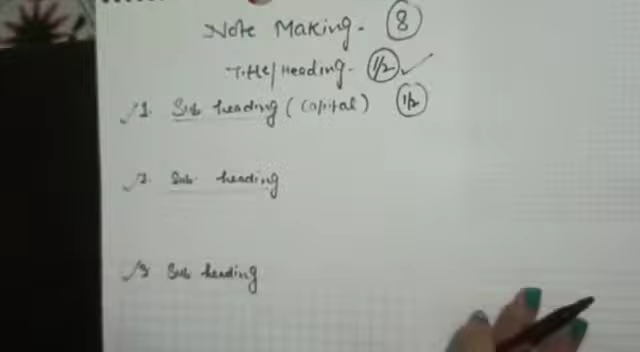 Note Making. 8
Title/Heading. 1/2 ✓
1. Sub heading (Capital) 1/2
2. Sub. heading
3. Sub heading